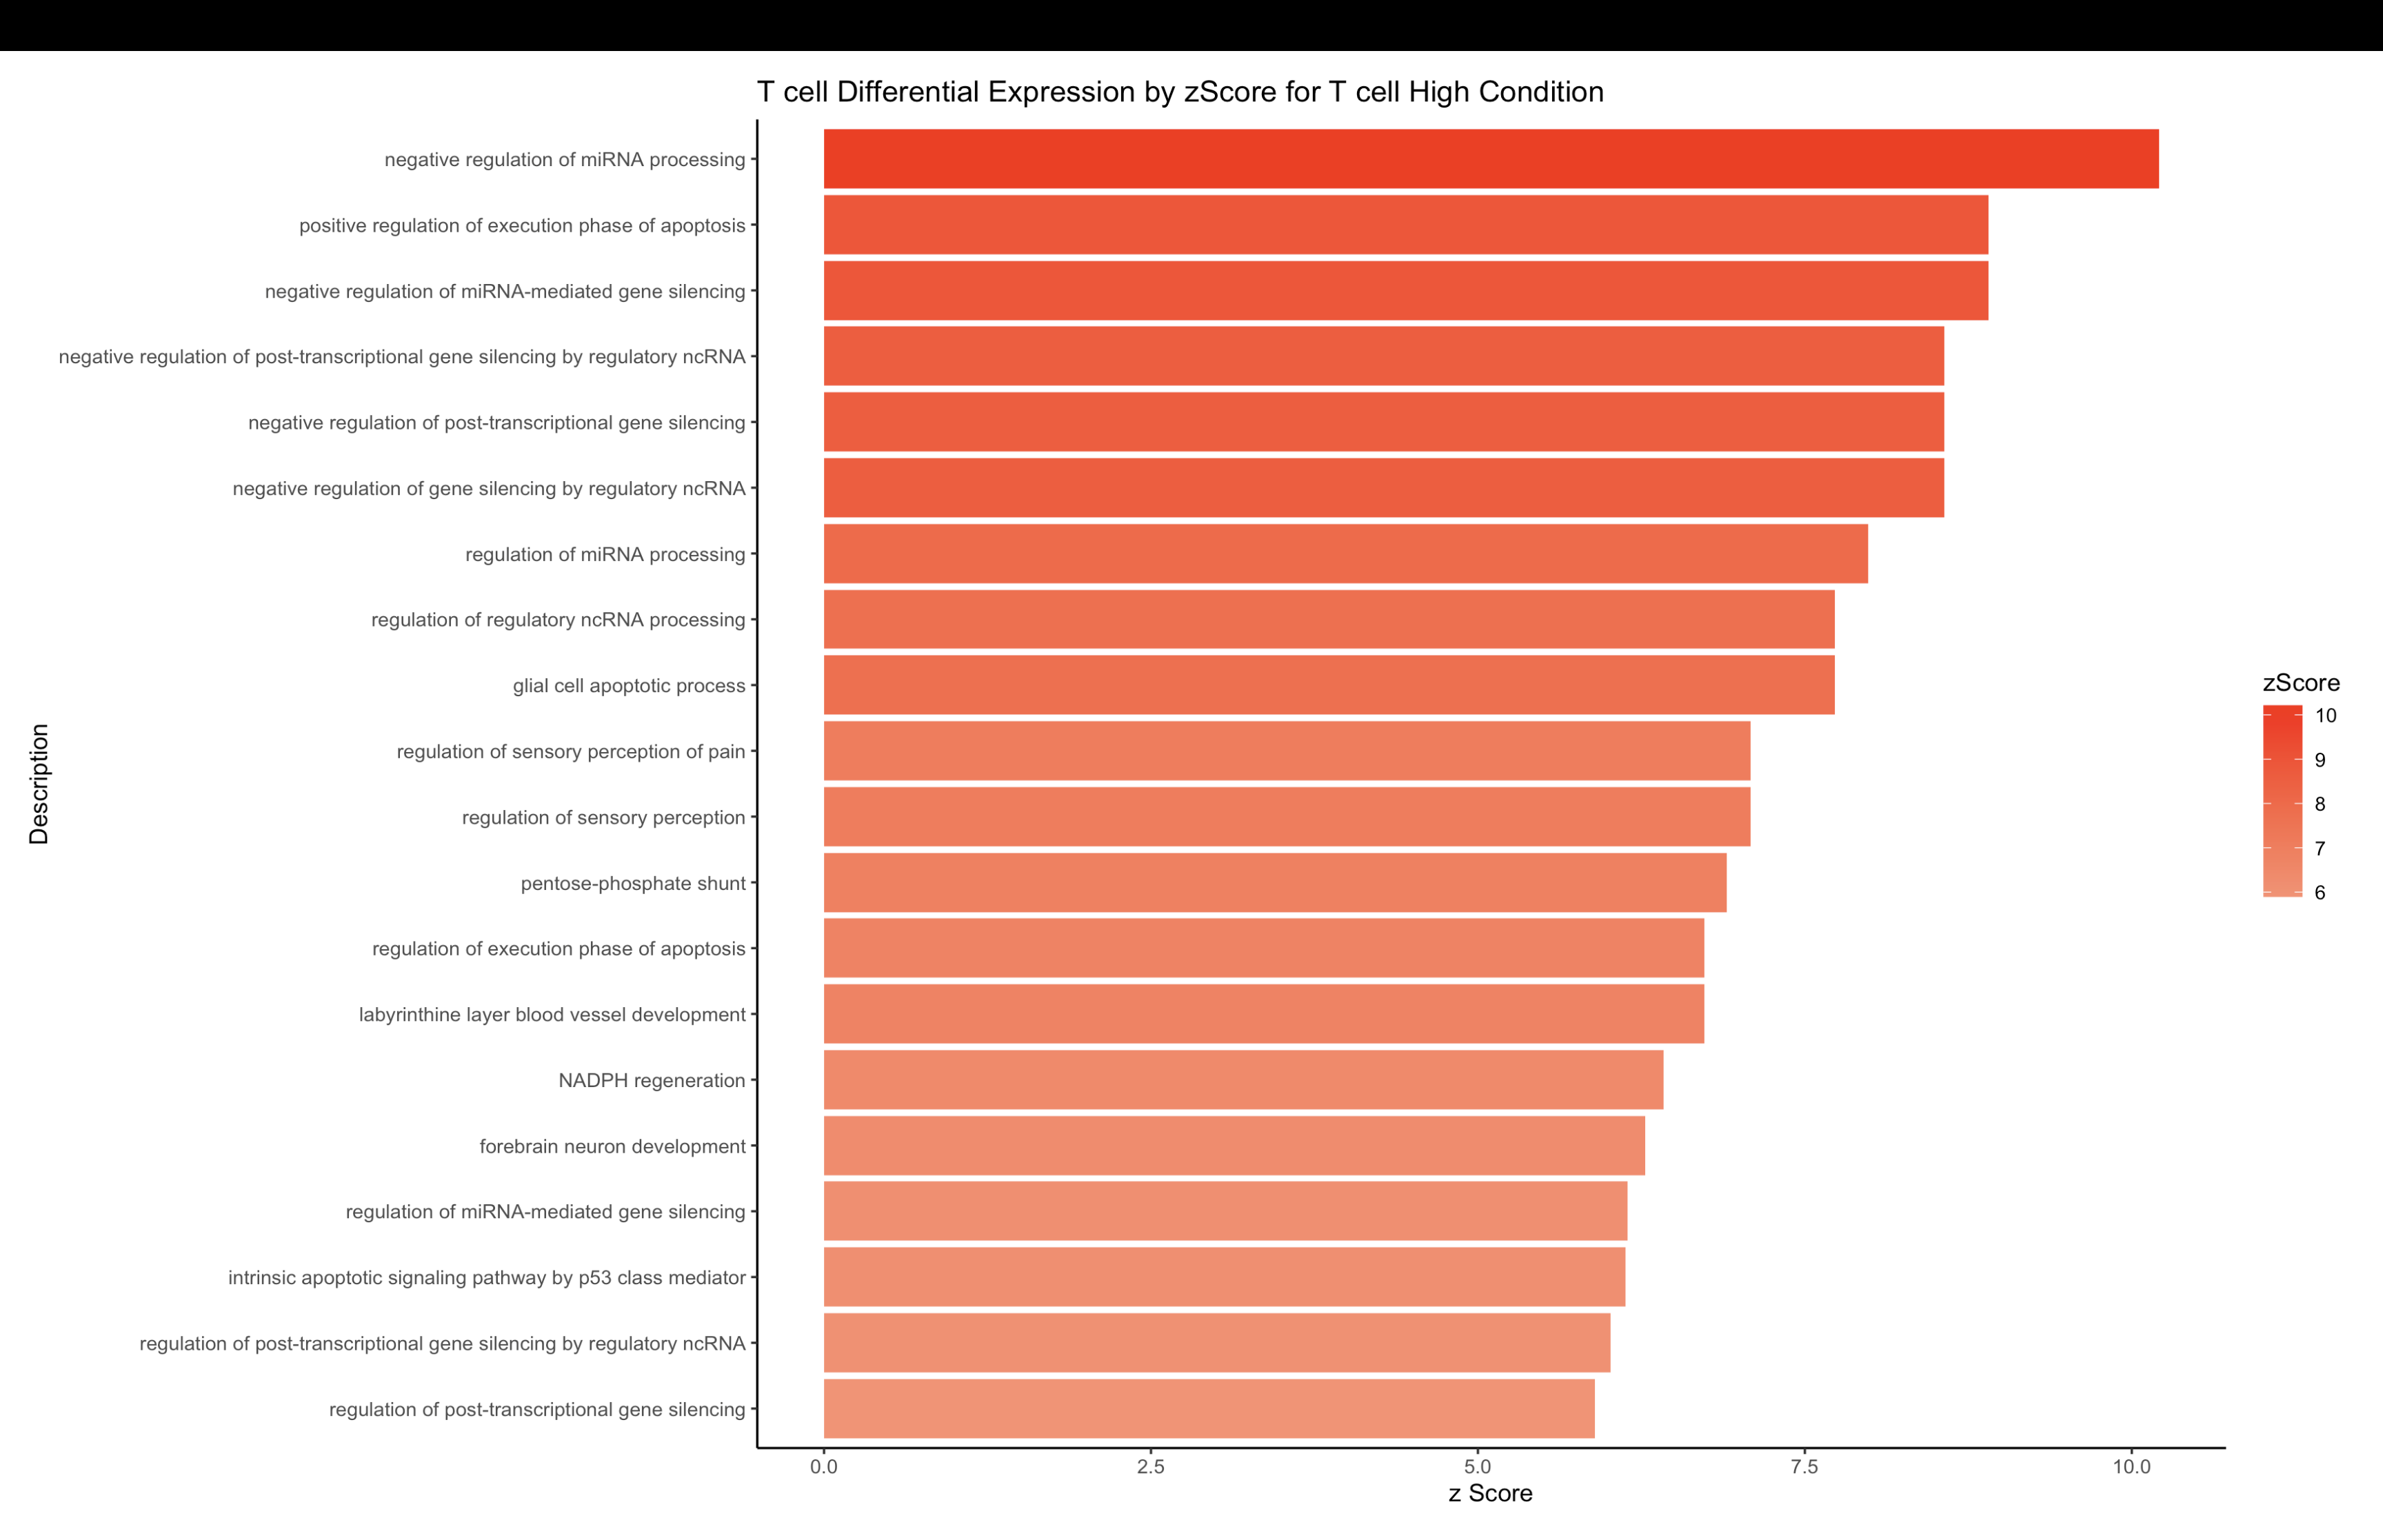 T cell Differential Expression by zScore for T cell High Condition
Description
negative regulation of miRNA processing
positive regulation of execution phase of apoptosis
negative regulation of miRNA-mediated gene silencing
negative regulation of post-transcriptional gene silencing by regulatory ncRNA
negative regulation of post-transcriptional gene silencing
negative regulation of gene silencing by regulatory ncRNA
regulation of miRNA processing
regulation of regulatory ncRNA processing
glial cell apoptotic process
regulation of sensory perception of pain
regulation of sensory perception
pentose-phosphate shunt
regulation of execution phase of apoptosis
labyrinthine layer blood vessel development
NADPH regeneration
forebrain neuron development
regulation of miRNA-mediated gene silencing
intrinsic apoptotic signaling pathway by p53 class mediator
regulation of post-transcriptional gene silencing by regulatory ncRNA
regulation of post-transcriptional gene silencing
0.0 2.5 5.0 7.5 10.0
z Score
zScore
10
9
8
7
6